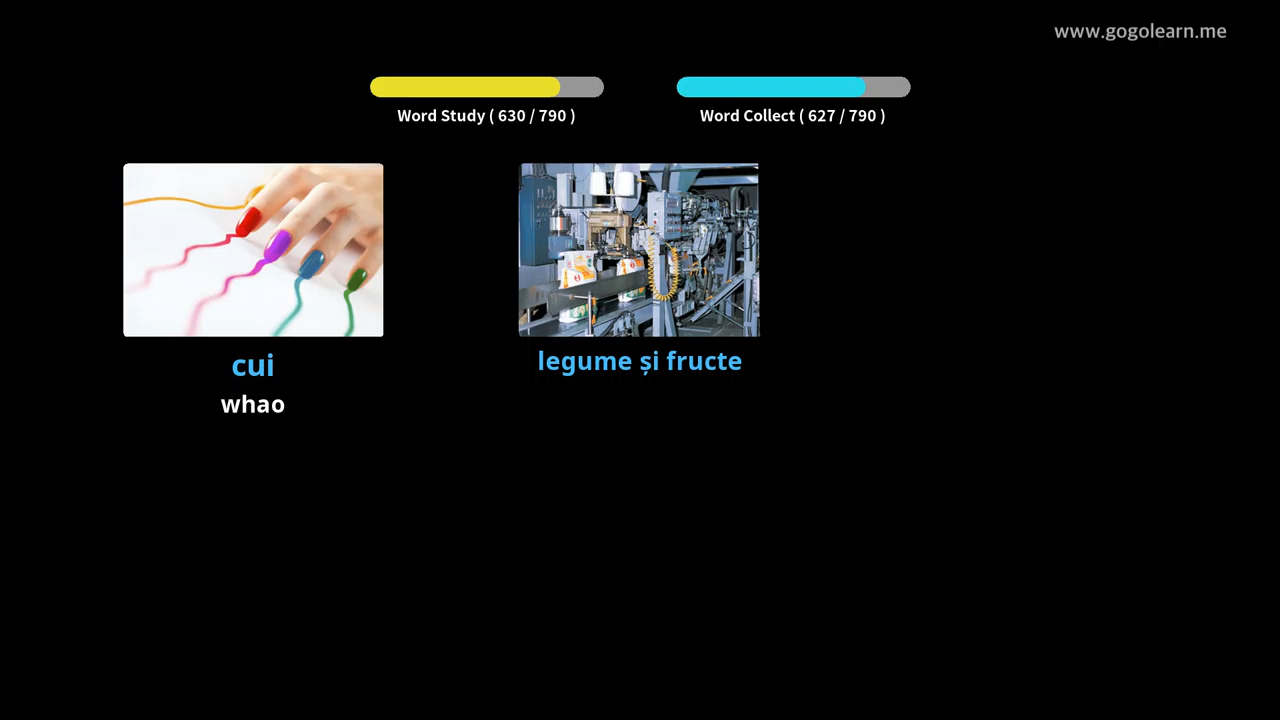 www.gogolearn.me
Word Study ( 630 / 790 )
Word Collect ( 627 / 790 )
cui
whao
legume și fructe